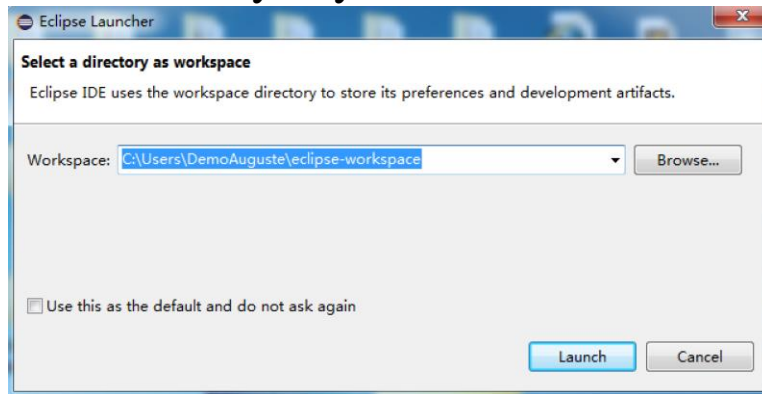 Eclipse Launcher
Select a directory as workspace
Eclipse IDE uses the workspace directory to store its preferences and development artifacts.
Workspace: C:\Users\DemoAuguste\eclipse-workspace Browse...
Use this as the default and do not ask again
Launch Cancel